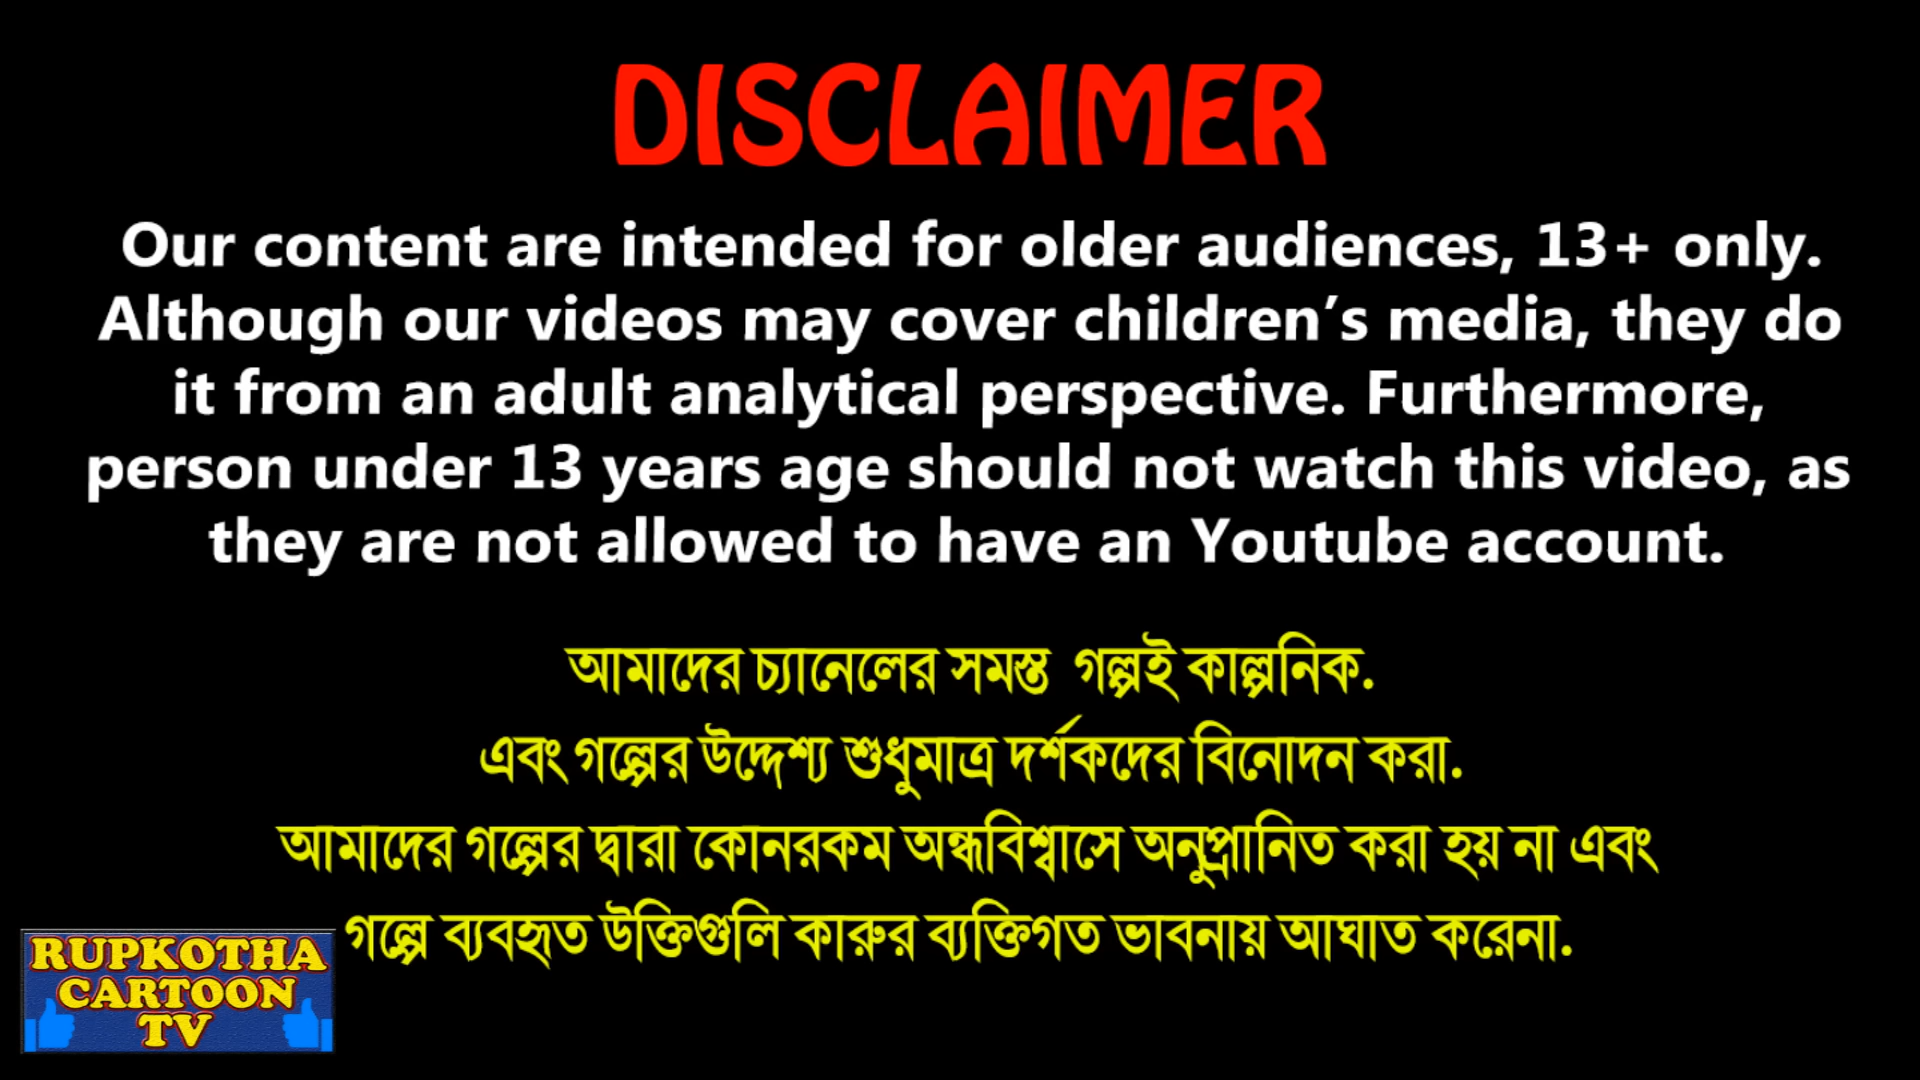 DISCLAIMER
Our content are intended for older audiences, 13+ only.
Although our videos may cover children’s media, they do
it from an adult analytical perspective. Furthermore,
person under 13 years age should not watch this video, as
they are not allowed to have an Youtube account.
আমাদের চ্যানেলের সমস্ত গল্পই কাল্পনিক.
এবং গল্পের উদ্দেশ্য শুধুমাত্র দর্শকদের বিনোদন করা.
আমাদের গল্পের দ্বারা কোনরকম অন্ধবিশ্বাসে অনুপ্রানিত করা হয় না এবং
গল্পে ব্যবহৃত উক্তিগুলি কারুর ব্যক্তিগত ভাবনায় আঘাত করেনা.
RUPKOTHA
CARTOON
TV